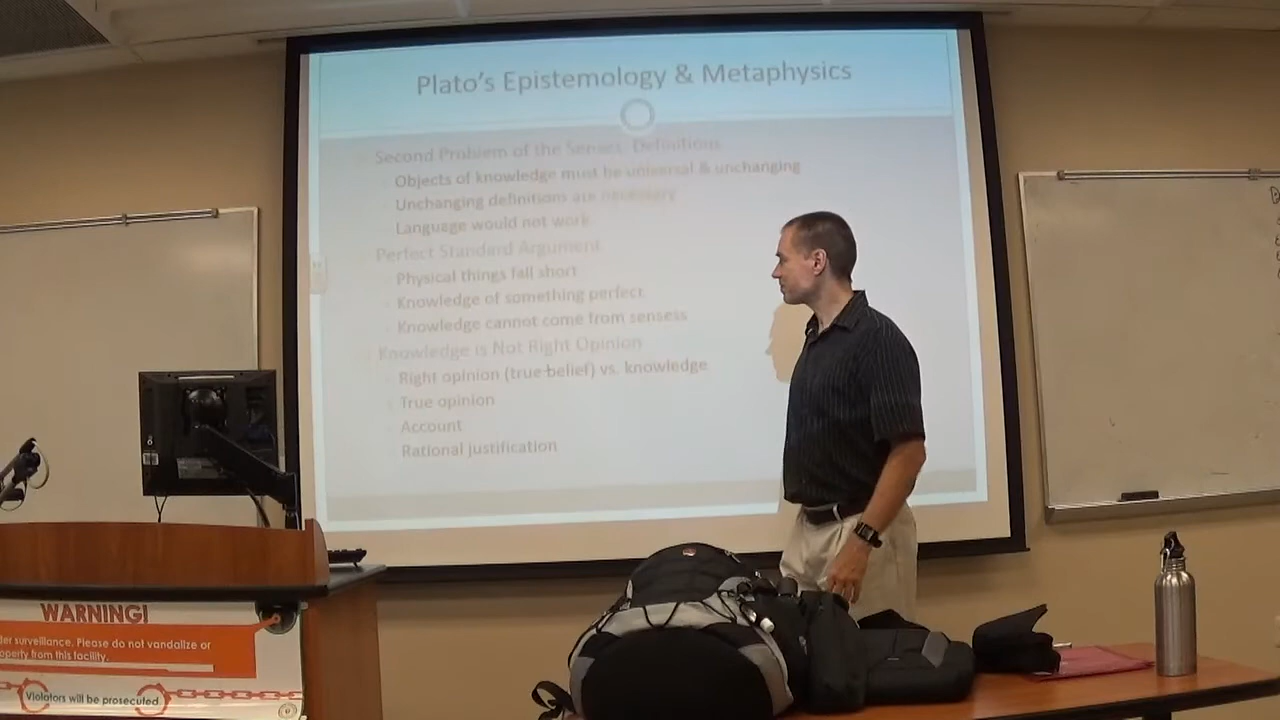 Plato's Epistemology & Metaphysics
Second Problem of the Senses: Definitions
Objects of knowledge must be universal & unchanging
Unchanging definitions are necessary
Language would not work
Perfect Standard Argument
Physical things fall short
Knowledge of something perfect
Knowledge cannot come from sensess
Knowledge is Not Right Opinion
Right opinion (true belief) vs. knowledge
True opinion
Account
Rational justification
WARNING!
der surveillance. Please do not vandalize or
operty from this facility.
Violators will be prosecuted.